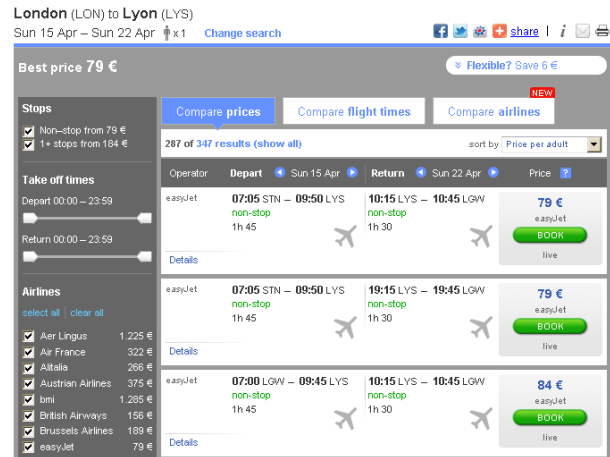 London (LON) to Lyon (LYS)
Sun 15 Apr – Sun 22 Apr x 1 Change search
share i
Best price 79 €
Flexible? Save 6 €
Stops
Non–stop from 79 €
1+ stops from 184 €
Take off times
Depart 00:00 – 23:59
Return 00:00 – 23:59
Airlines
select all | clear all
Aer Lingus 1.225 €
Air France 322 €
Alitalia 266 €
Austrian Airlines 375 €
bmi 1.285 €
British Airways 156 €
Brussels Airlines 189 €
easyJet 79 €
NEW
Compare prices
Compare flight times
Compare airlines
287 of 347 results (show all)
sort by Price per adult
Operator Depart Sun 15 Apr Return Sun 22 Apr Price ?
easyJet 07:05 STN – 09:50 LYS 10:15 LYS – 10:45 LGW 79 €
non-stop non-stop easyJet
1h 45 1h 30 BOOK
live
Details
easyJet 07:05 STN – 09:50 LYS 19:15 LYS – 19:45 LGW 79 €
non-stop non-stop easyJet
1h 45 1h 30 BOOK
live
Details
easyJet 07:00 LGW – 09:45 LYS 10:15 LYS – 10:45 LGW 84 €
non-stop non-stop easyJet
1h 45 1h 30 BOOK
live
Details